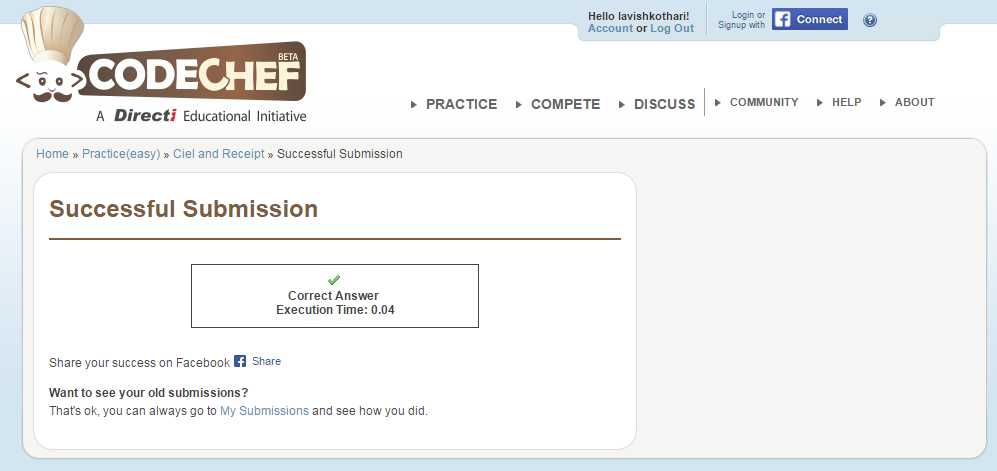 Hello lavishkothari!
Account or Log Out
Login or
Signup with
Connect
?
CODECHEF
BETA
A Directi Educational Initiative
PRACTICE
COMPETE
DISCUSS
COMMUNITY
HELP
ABOUT
Home » Practice(easy) » Ciel and Receipt » Successful Submission
Successful Submission
Correct Answer
Execution Time: 0.04
Share your success on Facebook Share
Want to see your old submissions?
That's ok, you can always go to My Submissions and see how you did.